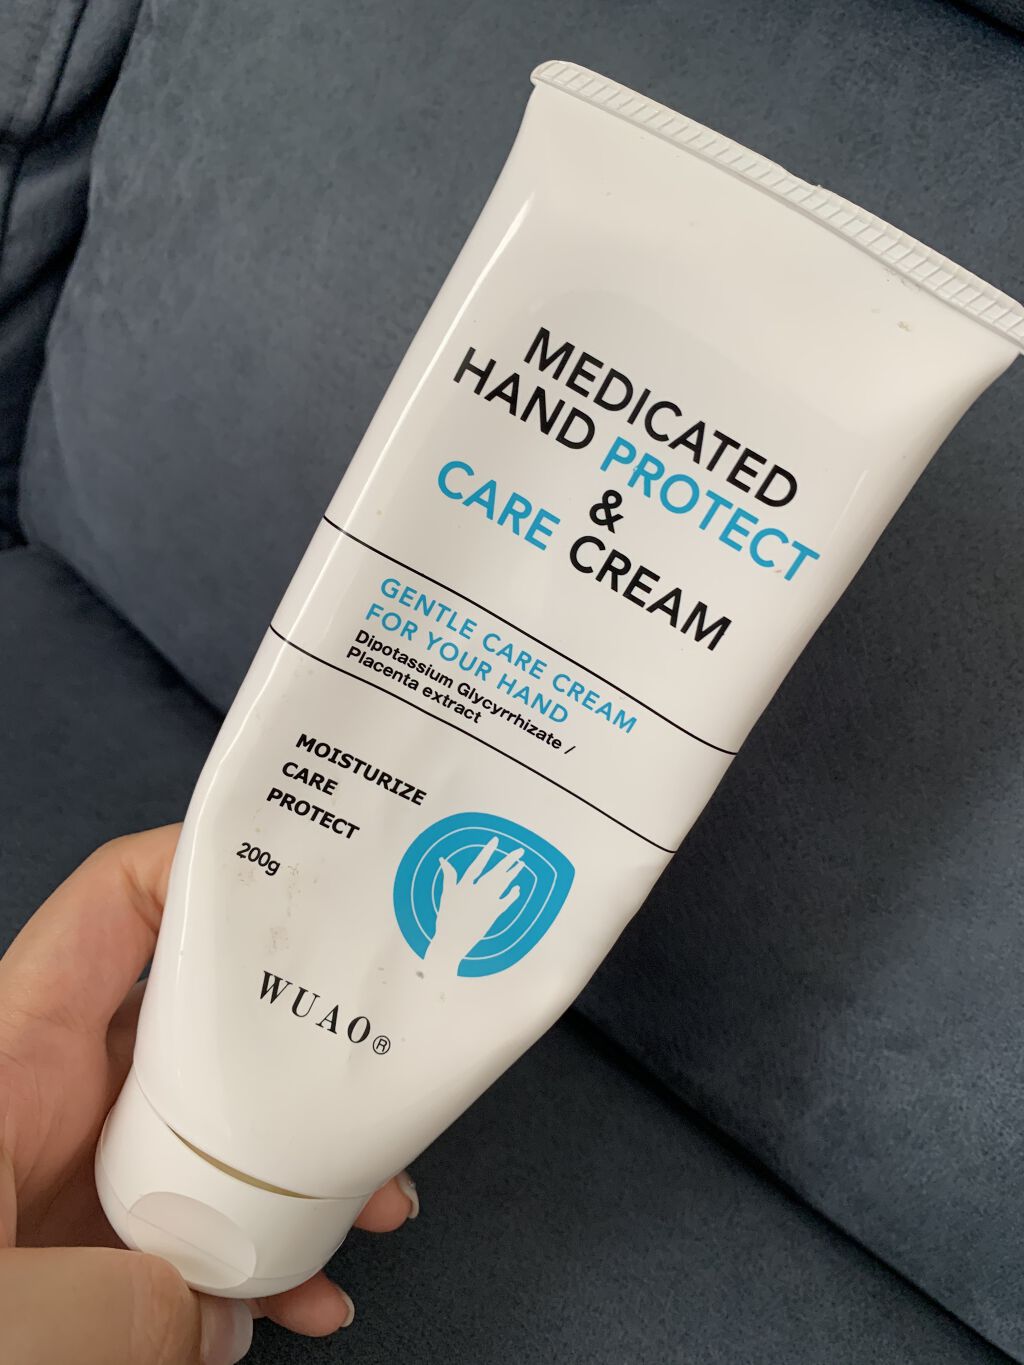 MEDICATED
HAND PROTECT
&
CARE CREAM
GENTLE CARE CREAM
FOR YOUR HAND
Dipotassium Glycyrrhizate /
Placenta extract
MOISTURIZE
CARE
PROTECT
200g
WUAO®